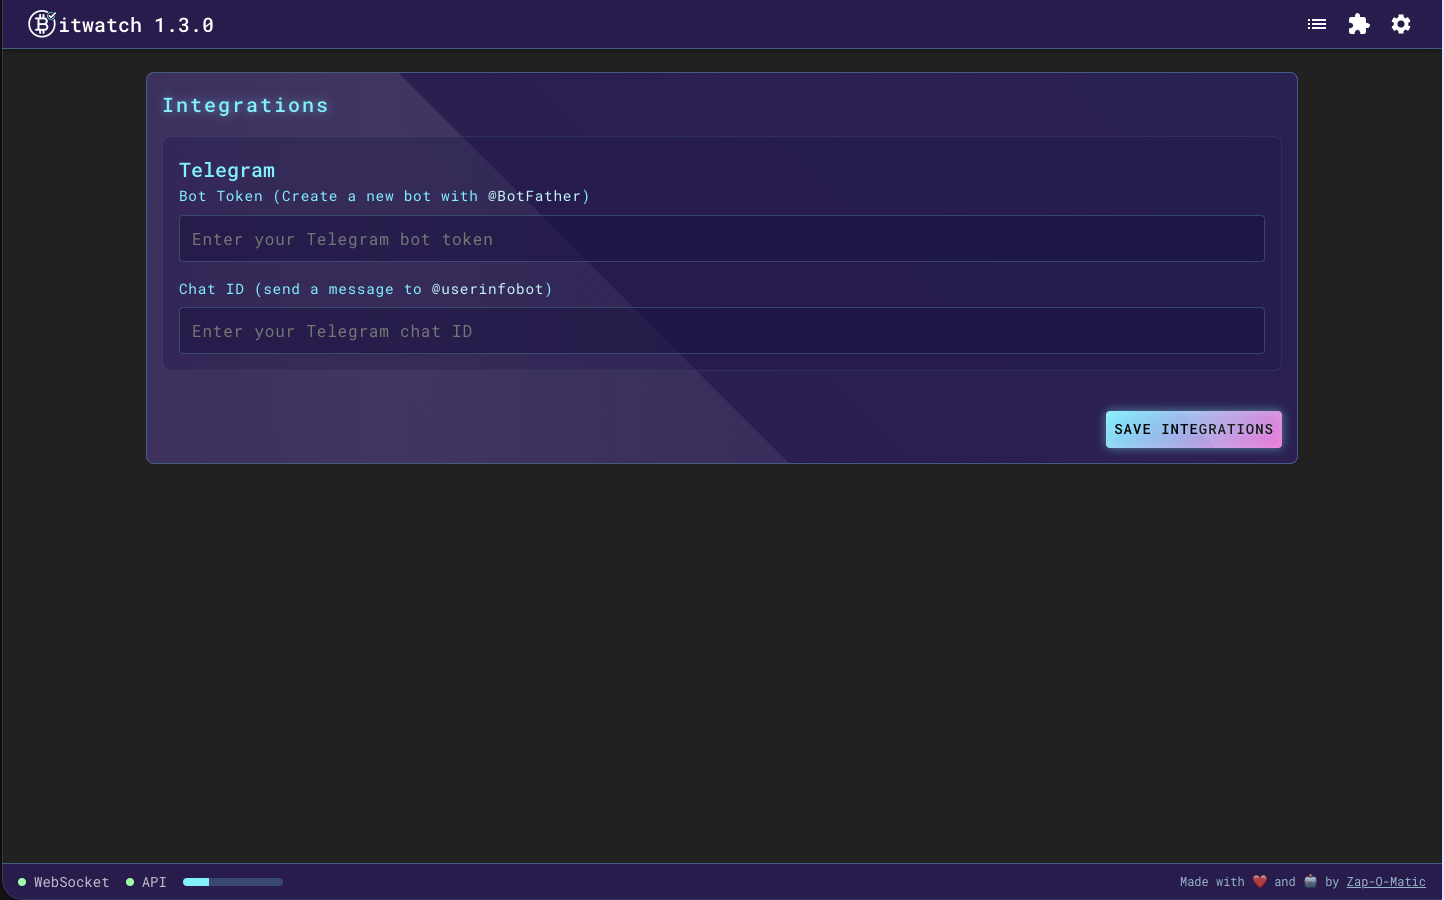 Bitwatch 1.3.0
Integrations
Telegram
Bot Token (Create a new bot with @BotFather)
Enter your Telegram bot token
Chat ID (send a message to @userinfobot)
Enter your Telegram chat ID
SAVE INTEGRATIONS
WebSocket API
Made with ❤️ and 🤖 by Zap-O-Matic